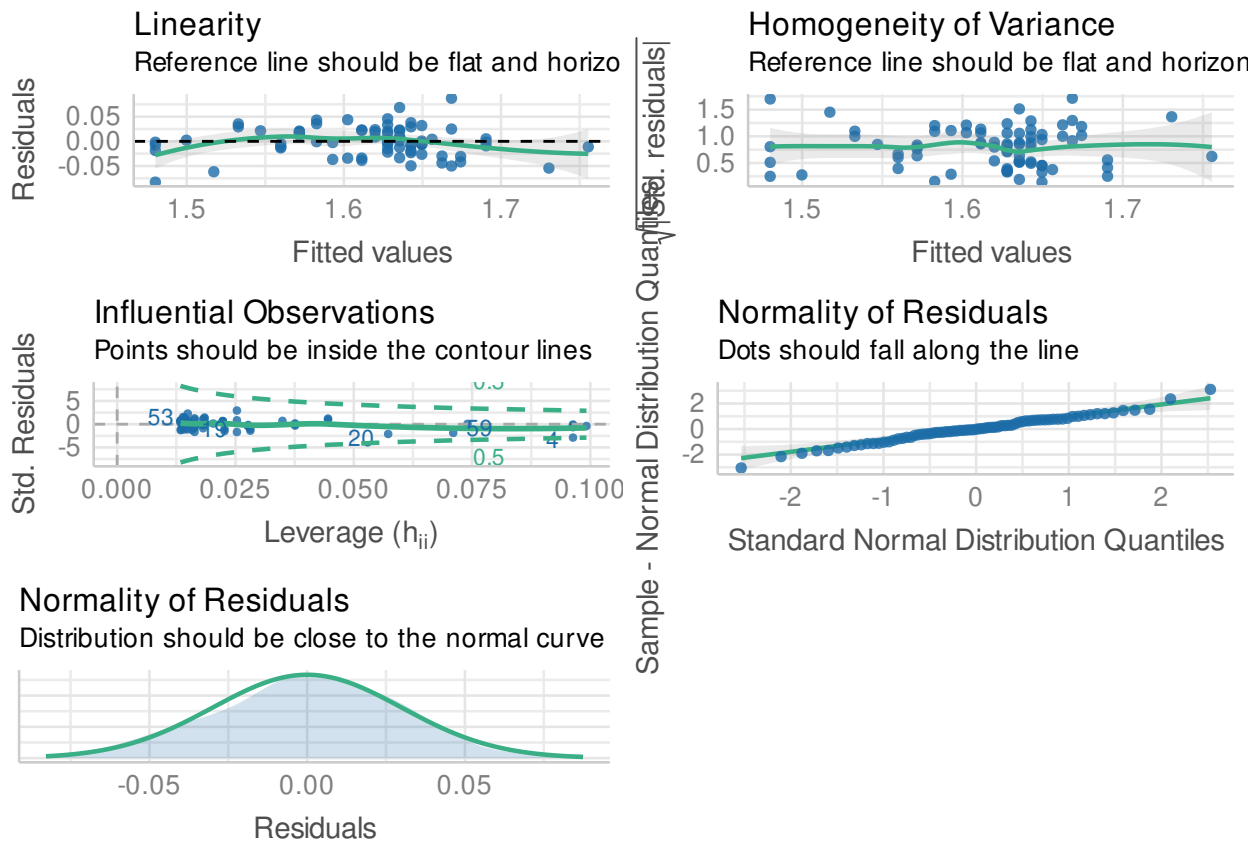 Linearity
Reference line should be flat and horizo
Residuals
0.05
0.00
-0.05
1.5 1.6 1.7
Fitted values
Homogeneity of Variance
Reference line should be flat and horizon
√|Std. residuals|
1.5
1.0
0.5
1.5 1.6 1.7
Fitted values
Influential Observations
Points should be inside the contour lines
Std. Residuals
5
0
-5
0.5
53
19
20
59
4
0.5
0.000 0.025 0.050 0.075 0.100
Leverage (hii)
Normality of Residuals
Dots should fall along the line
Sample - Normal Distribution Quantiles
2
0
-2
-2 -1 0 1 2
Standard Normal Distribution Quantiles
Normality of Residuals
Distribution should be close to the normal curve
-0.05 0.00 0.05
Residuals